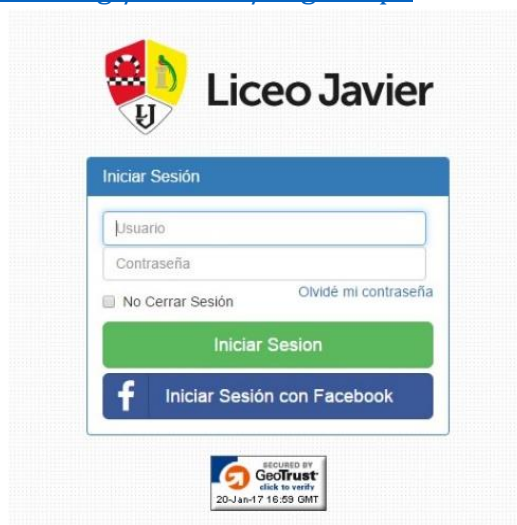 Liceo Javier
Iniciar Sesión
Usuario
Contraseña
No Cerrar Sesión
Olvidé mi contraseña
Iniciar Sesion
Iniciar Sesión con Facebook
SECURED BY
GeoTrust
click to verify
20-Jan-17 16:59 GMT